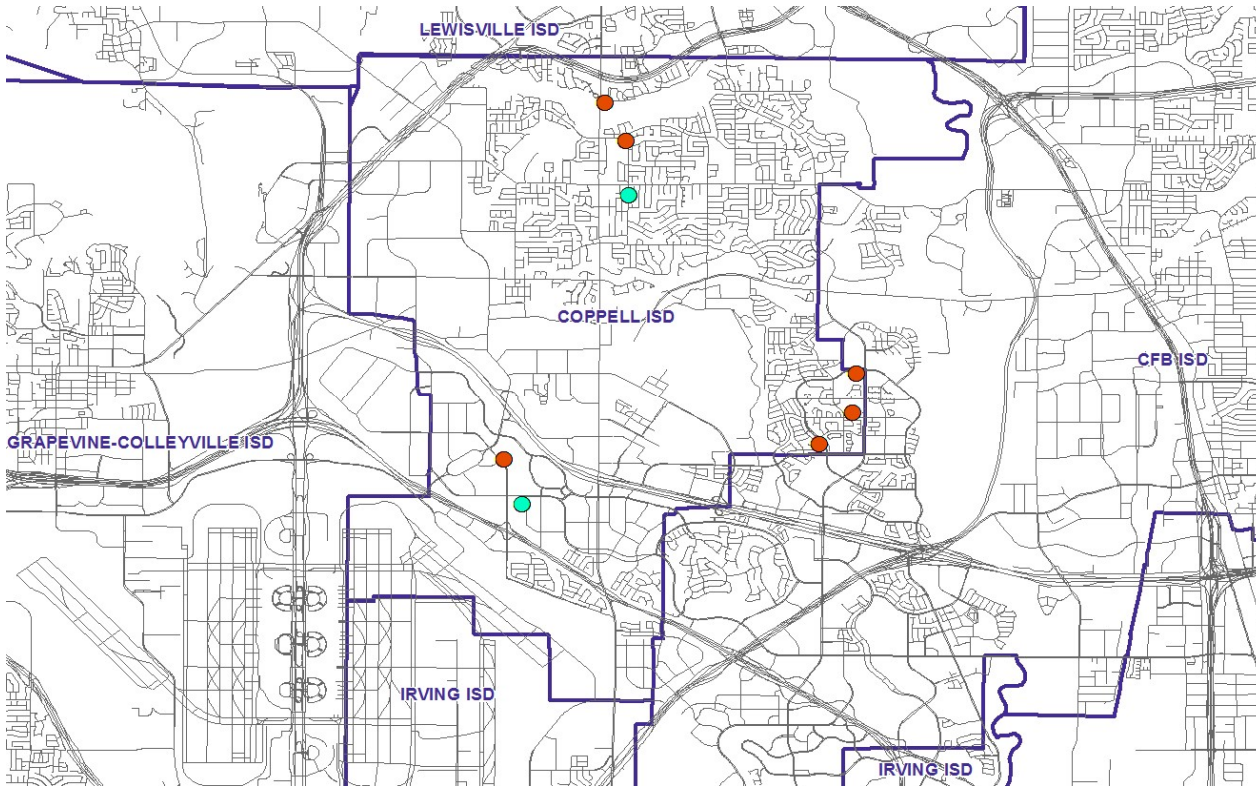 LEWISVILLE ISD
COPPELL ISD
CFB ISD
GRAPEVINE-COLLEYVILLE ISD
IRVING ISD
IRVING ISD